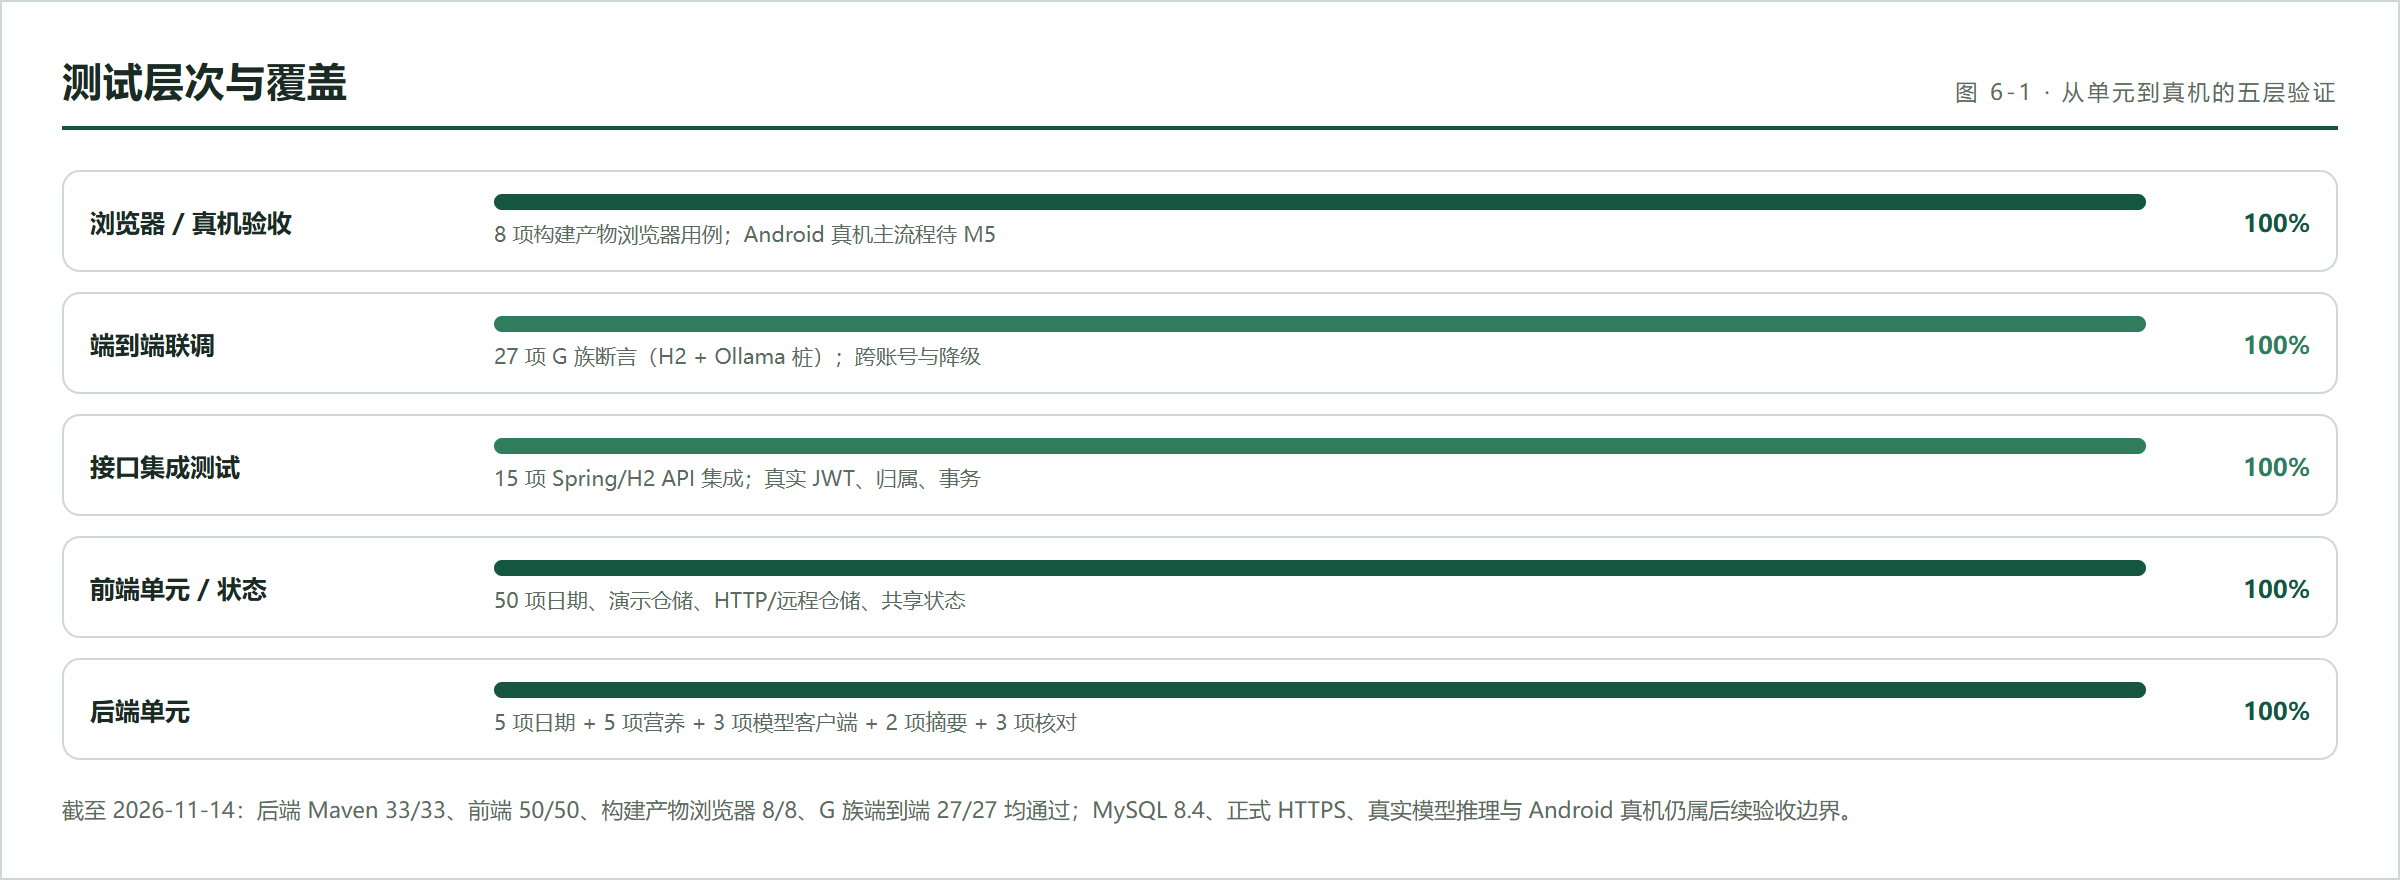 测试层次与覆盖
图 6-1 · 从单元到真机的五层验证
浏览器 / 真机验收
8 项构建产物浏览器用例；Android 真机主流程待 M5
100%
端到端联调
27 项 G 族断言（H2 + Ollama 桩）；跨账号与降级
100%
接口集成测试
15 项 Spring/H2 API 集成；真实 JWT、归属、事务
100%
前端单元 / 状态
50 项日期、演示仓储、HTTP/远程仓储、共享状态
100%
后端单元
5 项日期 + 5 项营养 + 3 项模型客户端 + 2 项摘要 + 3 项核对
100%
截至 2026-11-14：后端 Maven 33/33、前端 50/50、构建产物浏览器 8/8、G 族端到端 27/27 均通过；MySQL 8.4、正式 HTTPS、真实模型推理与 Android 真机仍属后续验收边界。